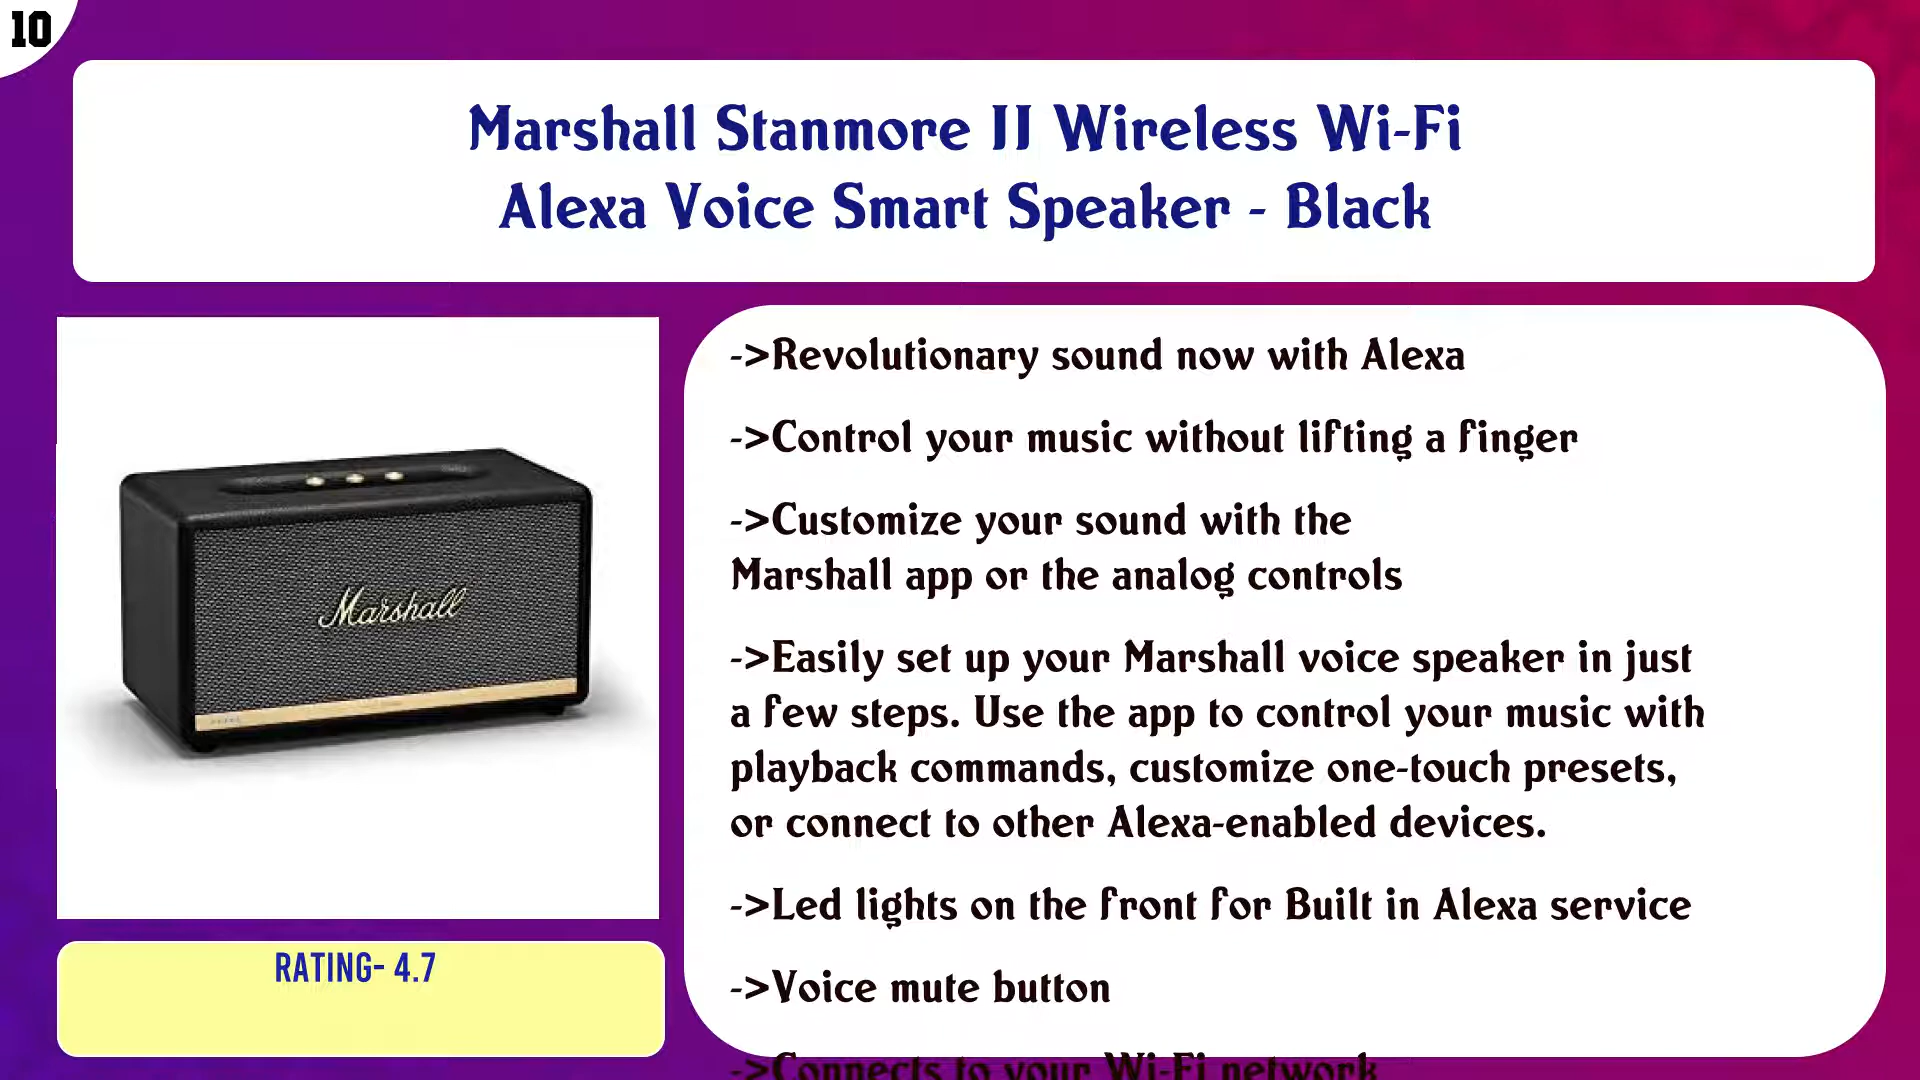 10
Marshall Stanmore II Wireless Wi-Fi
Alexa Voice Smart Speaker - Black
Marshall
RATING- 4.7
->Revolutionary sound now with Alexa
->Control your music without lifting a finger
->Customize your sound with the
Marshall app or the analog controls
->Easily set up your Marshall voice speaker in just
a few steps. Use the app to control your music with
playback commands, customize one-touch presets,
or connect to other Alexa-enabled devices.
->Led lights on the front for Built in Alexa service
->Voice mute button
->Connects to your Wi-Fi network